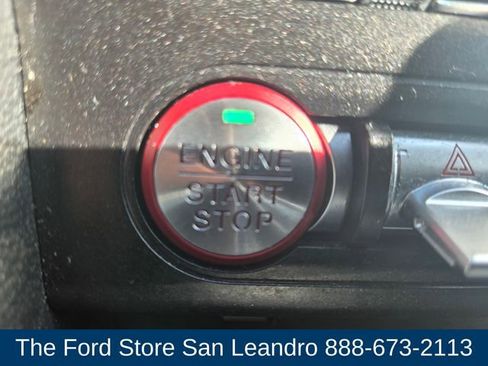 ENGINE
START
STOP
The Ford Store San Leandro 888-673-2113